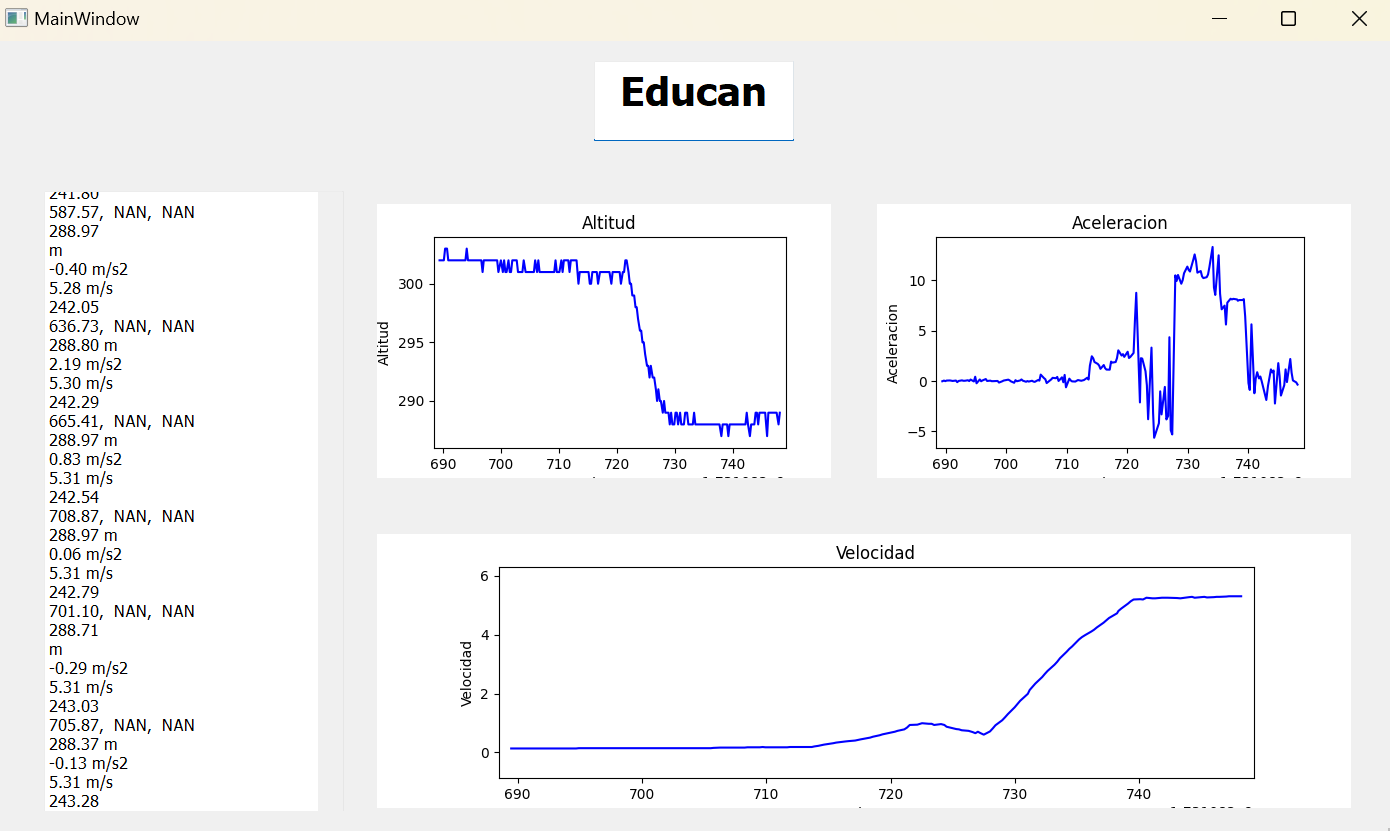 MainWindow
Educan
241.80
587.57, NAN, NAN
288.97
m
-0.40 m/s2
5.28 m/s
242.05
636.73, NAN, NAN
288.80 m
2.19 m/s2
5.30 m/s
242.29
665.41, NAN, NAN
288.97 m
0.83 m/s2
5.31 m/s
242.54
708.87, NAN, NAN
288.97 m
0.06 m/s2
5.31 m/s
242.79
701.10, NAN, NAN
288.71
m
-0.29 m/s2
5.31 m/s
243.03
705.87, NAN, NAN
288.37 m
-0.13 m/s2
5.31 m/s
243.28
Altitud
Altitud
300
295
290
690 700 710 720 730 740
Aceleracion
Aceleracion
10
5
0
−5
690 700 710 720 730 740
Velocidad
Velocidad
6
4
2
0
690 700 710 720 730 740